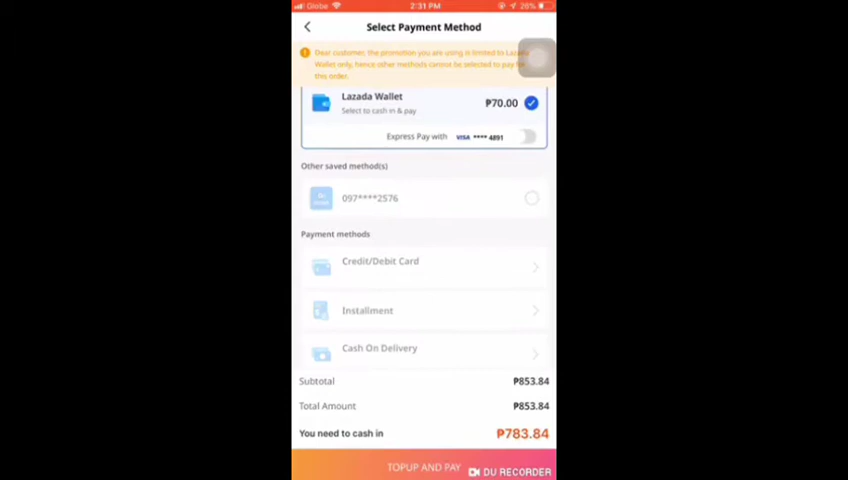 Globe 2:31 PM 28%
Select Payment Method
Dear customer, the promotion you are using is limited to Lazada
Wallet only, hence other methods cannot be selected to pay for
this order.
Lazada Wallet ₱70.00
Select to cash in & pay
Express Pay with VISA **** 4891
Other saved method(s)
097****2576
Payment methods
Credit/Debit Card
Installment
Cash On Delivery
Subtotal ₱853.84
Total Amount ₱853.84
You need to cash in ₱783.84
TOPUP AND PAY DU RECORDER